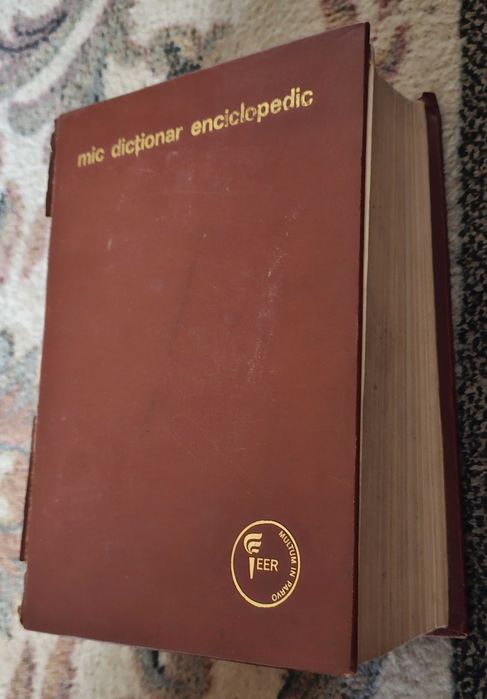 mic dicționar enciclopedic
EER
MULTUM IN PARVO